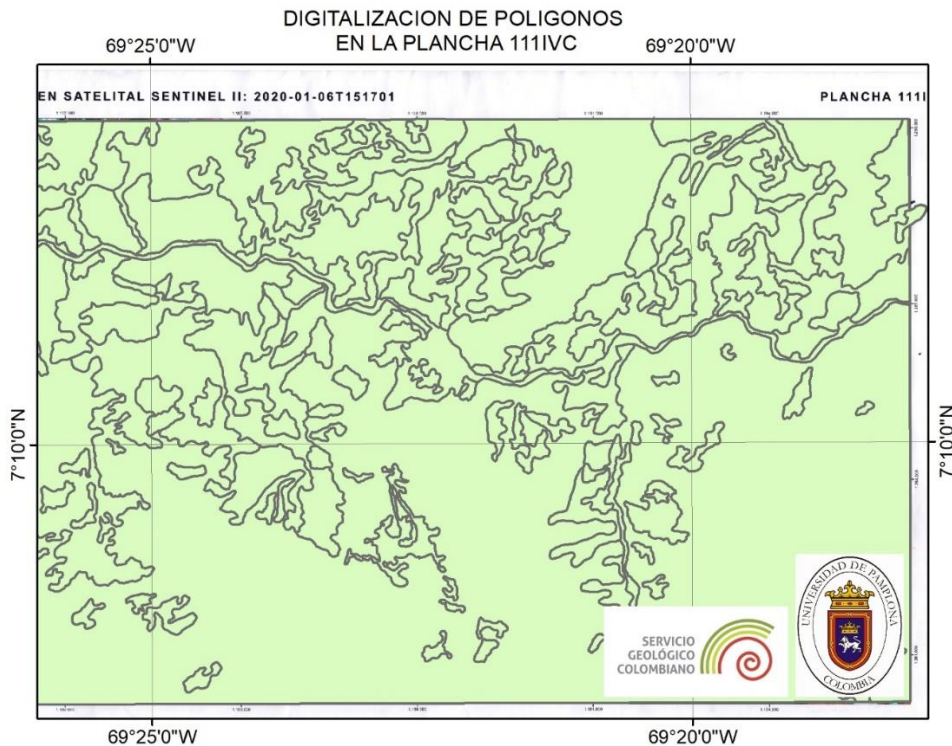 DIGITALIZACION DE POLIGONOS
EN LA PLANCHA 111IVC
69°25'0"W
69°20'0"W
EN SATELITAL SENTINEL II: 2020-01-06T151701
PLANCHA 111I
7°10'0"N
7°10'0"N
SERVICIO
GEOLÓGICO
COLOMBIANO
UNIVERSIDAD DE PAMPLONA
COLOMBIA
69°25'0"W
69°20'0"W